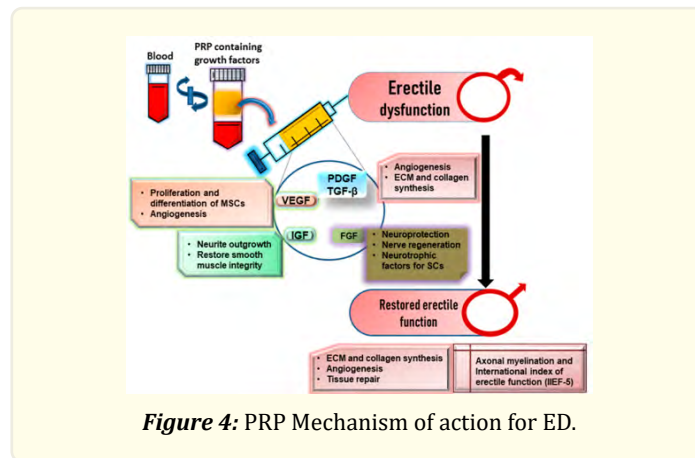 Blood
PRP containing
growth factors
Erectile
dysfunction
PDGF
TGF-β
• Angiogenesis
• ECM and collagen
synthesis
• Proliferation and
differentiation of MSCs
• Angiogenesis
VEGF
IGF
FGF
• Neurite outgrowth
• Restore smooth
muscle integrity
• Neuroprotection
• Nerve regeneration
• Neurotrophic
factors for SCs
Restored erectile
function
• ECM and collagen synthesis
• Angiogenesis
• Tissue repair
Axonal myelination and
International index of
erectile function (IIEF-5)
Figure 4: PRP Mechanism of action for ED.